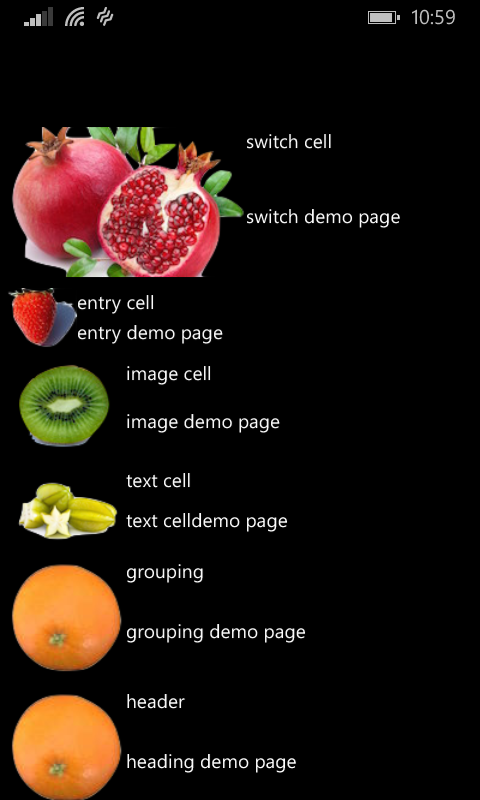 10:59
switch cell
switch demo page
entry cell
entry demo page
image cell
image demo page
text cell
text celldemo page
grouping
grouping demo page
header
heading demo page